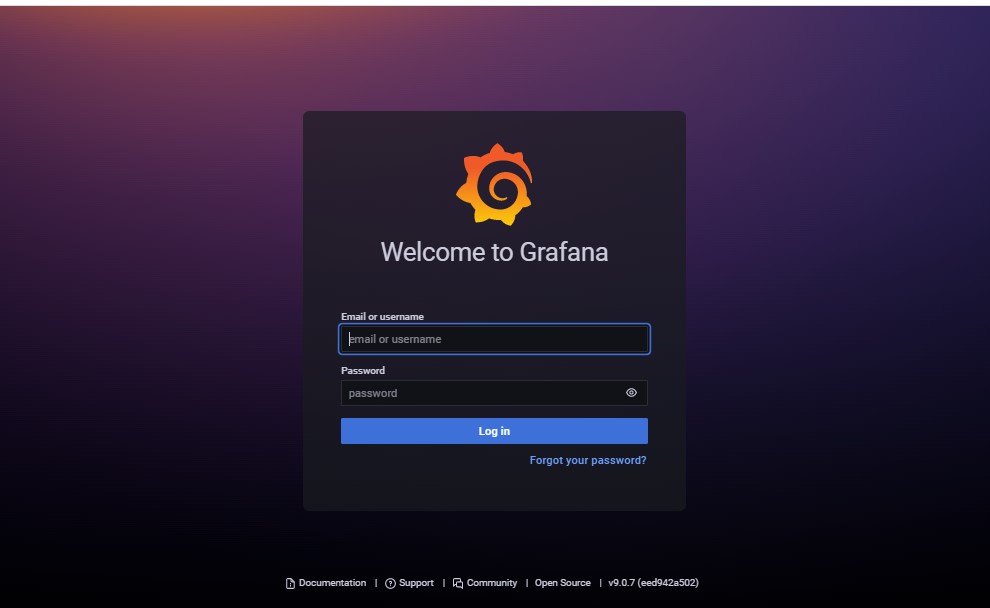 Welcome to Grafana
Email or username
email or username
Password
password
Log in
Forgot your password?
Documentation | Support | Community | Open Source | v9.0.7 (eed942a502)